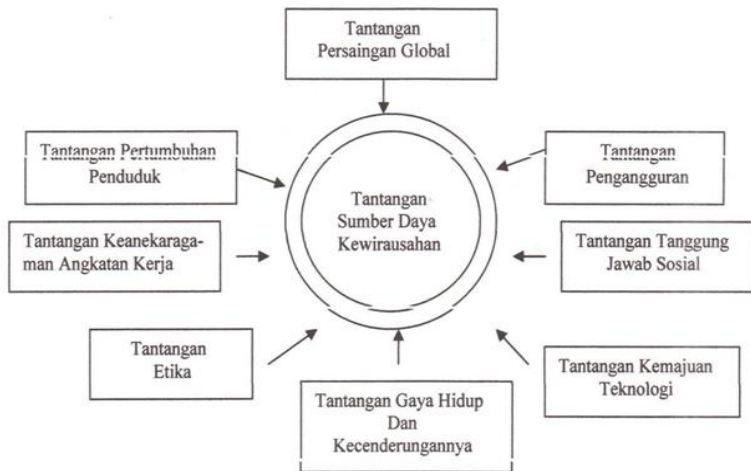 Tantangan
Persaingan Global
Tantangan Pertumbuhan
Penduduk
Tantangan
Pengangguran
Tantangan
Sumber Daya
Kewirausahan
Tantangan Keanekaraga-
man Angkatan Kerja
Tantangan Tanggung
Jawab Sosial
Tantangan
Etika
Tantangan Gaya Hidup
Dan
Kecenderungannya
Tantangan Kemajuan
Teknologi